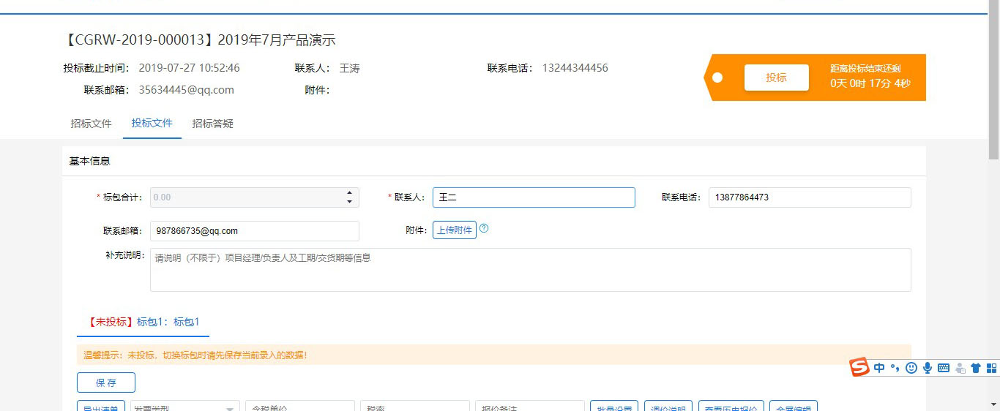 【CGRW-2019-000013】2019年7月产品演示
投标截止时间： 2019-07-27 10:52:46 联系人： 王涛 联系电话： 13244344456
联系邮箱： 35634445@qq.com 附件：
投标
距离投标结束还剩
0天 0时 17分 4秒
招标文件 投标文件 招标答疑
基本信息
* 标包合计： 0.00 * 联系人： 王二 联系电话： 13877864473
联系邮箱： 987866735@qq.com 附件： 上传附件 ?
补充说明： 请说明（不限于）项目经理/负责人及工期/交货期等信息
【未投标】标包1：标包1
温馨提示：未投标，切换标包时请先保存当前录入的数据！
S 中
保 存
导出清单 发票类型 含税单价 税率 报价备注 批量设置 调价说明 查看历史报价 全屏编辑